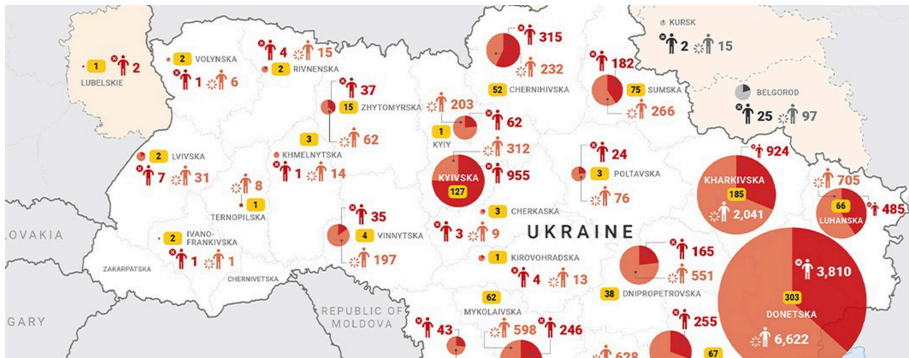 KURSK
2 15
315
232
52 CHERNIHIVSKA
182
75 SUMSKA
266
BELGOROD
25 97
1 2
LUBELSKIE
2 VOLYNSKA
1 6
4 15
2 RIVNENSKA
37
15 ZHYTOMYRSKA
62
203
62
1
KYIV
312
955
KYIVSKA
127
3
KHMELNYTSKA
1 14
2 LVIVSKA
7 31
8
1
TERNOPILSKA
24
3 POLTAVSKA
76
924
KHARKIVSKA
185
2,041
705
485
66
LUHANSKA
2 IVANO-
FRANKIVSKA
1 1
35
4 VINNYTSKA
197
3 CHERKASKA
3 9
UKRAINE
OVAKIA
ZAKARPATSKA
CHERNIVETSKA
1 KIROVOHRADSKA
4 13
165
551
38 DNIPROPETROVSKA
3,810
303
DONETSKA
6,622
GARY
REPUBLIC OF
MOLDOVA
62
MYKOLAIVSKA
43
598 246
255
628
67